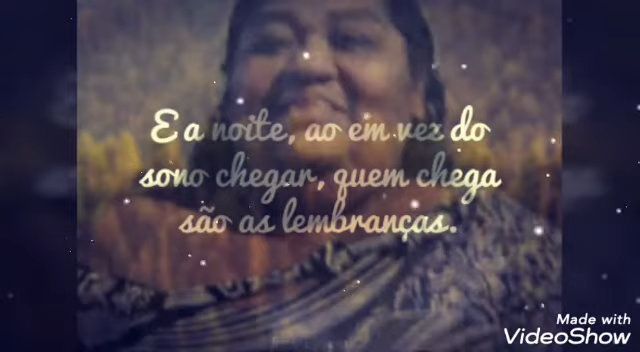 E a noite, ao em vez do
sono chegar, quem chega
são as lembranças.
Made with
VideoShow